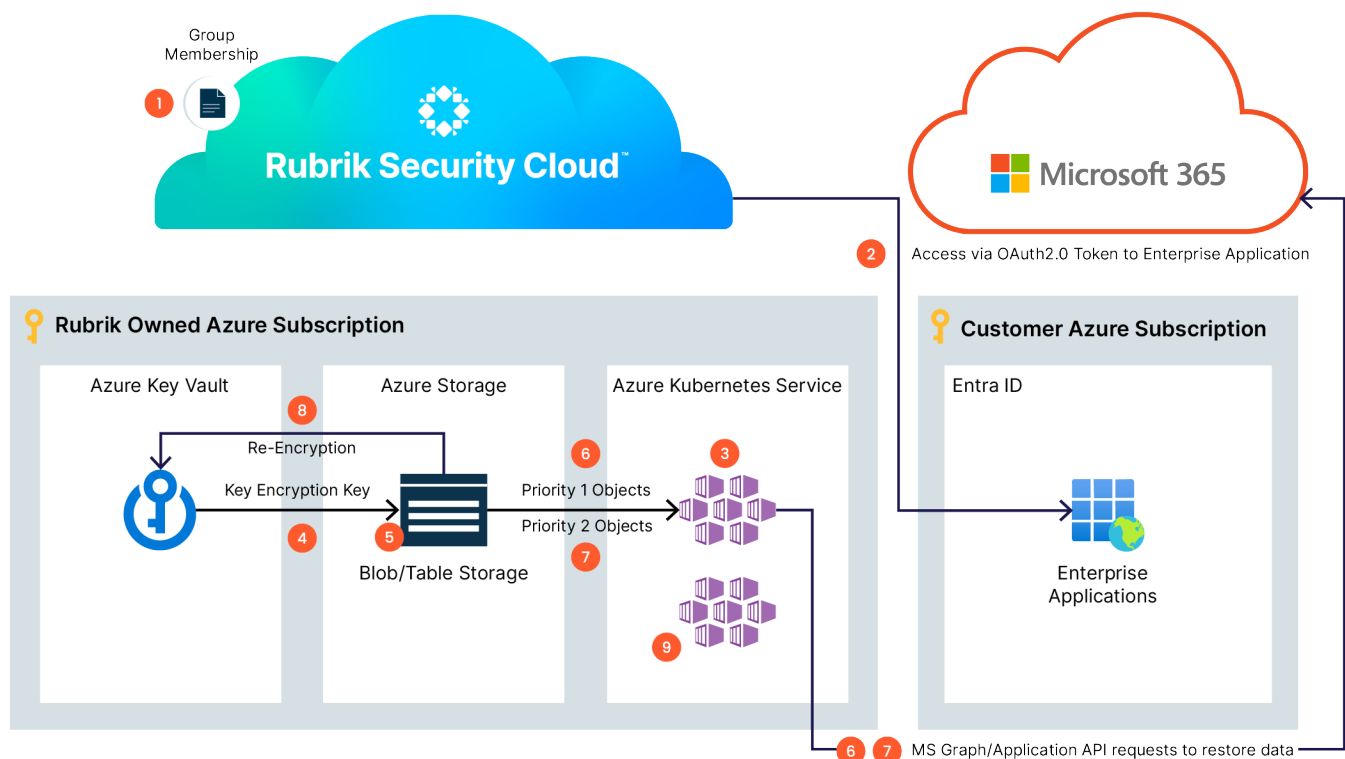 Group
Membership
1
Rubrik Security Cloud™
Microsoft 365
2
Access via OAuth2.0 Token to Enterprise Application
Rubrik Owned Azure Subscription
Azure Key Vault
Azure Storage
Azure Kubernetes Service
8
Re-Encryption
6
3
Key Encryption Key
Priority 1 Objects
4
5
Priority 2 Objects
7
Blob/Table Storage
9
Customer Azure Subscription
Entra ID
Enterprise
Applications
6
7
MS Graph/Application API requests to restore data